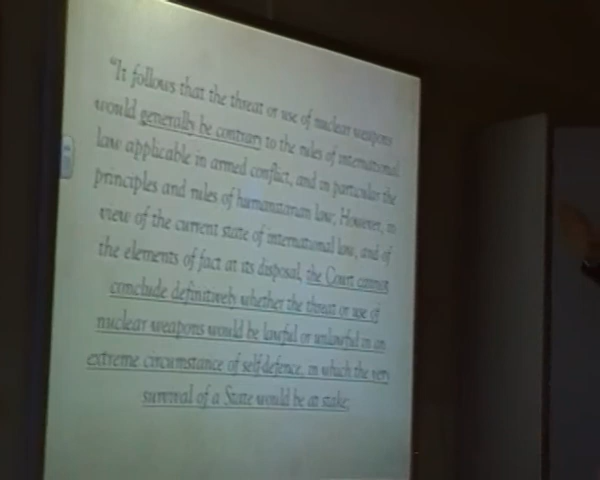 "It follows that the threat or use of nuclear weapons
would generally be contrary to the rules of international
law applicable in armed conflict, and in particular the
principles and rules of humanitarian law; However, in
view of the current state of international law, and of
the elements of fact at its disposal, the Court cannot
conclude definitively whether the threat or use of
nuclear weapons would be lawful or unlawful in an
extreme circumstance of self-defence, in which the very
survival of a State would be at stake;